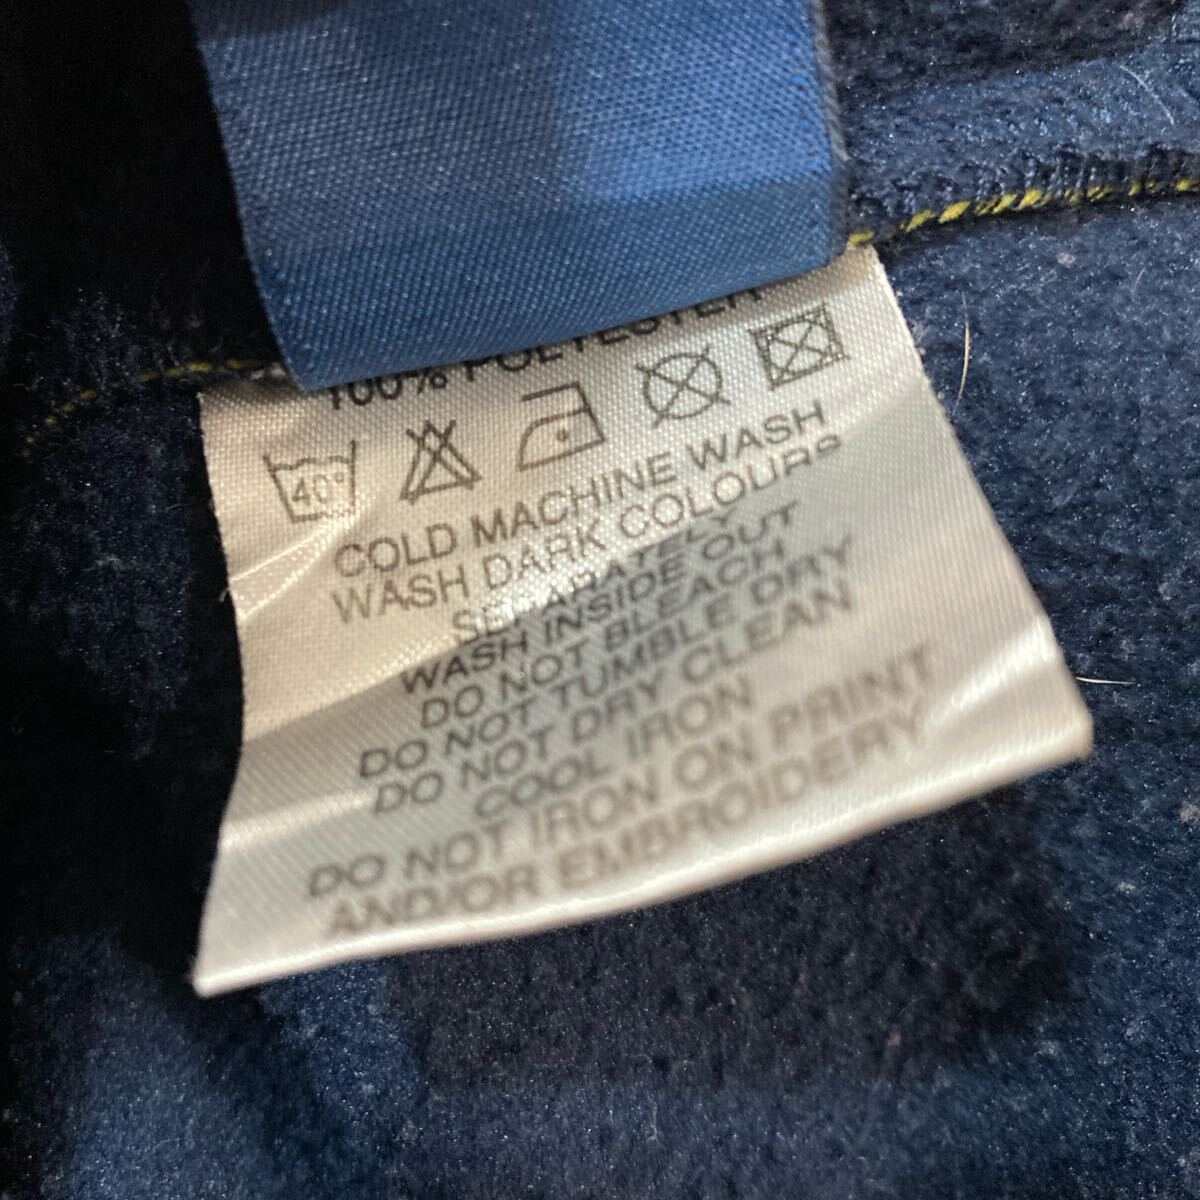 100% POLYESTER
40°
COLD MACHINE WASH
WASH DARK COLOURS
SEPARATELY
WASH INSIDE OUT
DO NOT BLEACH
DO NOT TUMBLE DRY
DO NOT DRY CLEAN
COOL IRON
DO NOT IRON ON PRINT
AND/OR EMBROIDERY